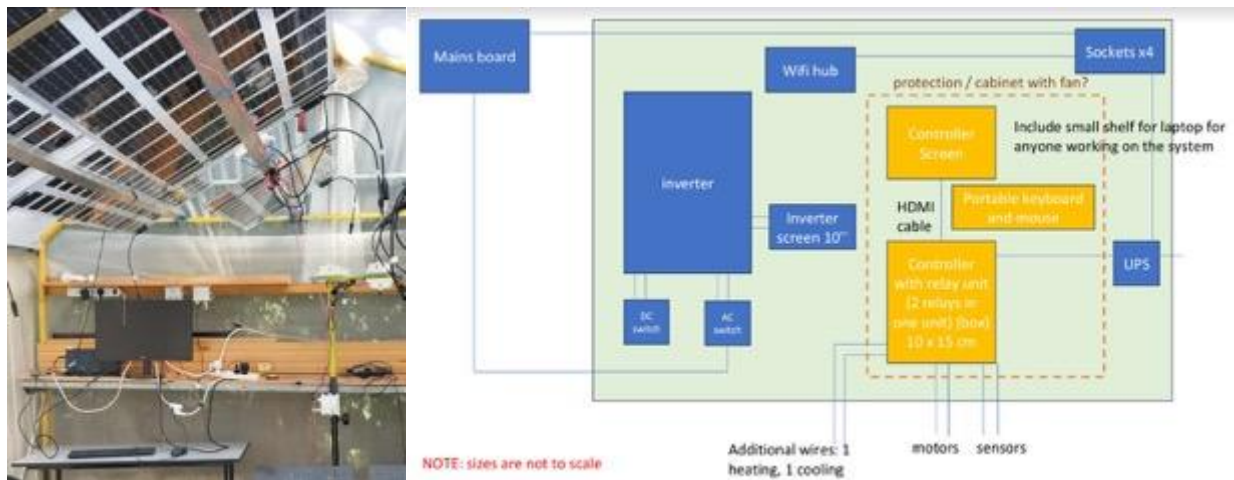 Mains board
Sockets x4
Wifi hub
protection / cabinet with fan?
Controller
Screen
Include small shelf for laptop for
anyone working on the system
inverter
Portable keyboard
and mouse
HDMI
cable
Inverter
screen 10"
Controller
with relay unit
(2 relays in
one unit) (box)
10 x 15 cm
UPS
DC
switch
AC
switch
Additional wires: 1
heating, 1 cooling
motors
sensors
NOTE: sizes are not to scale